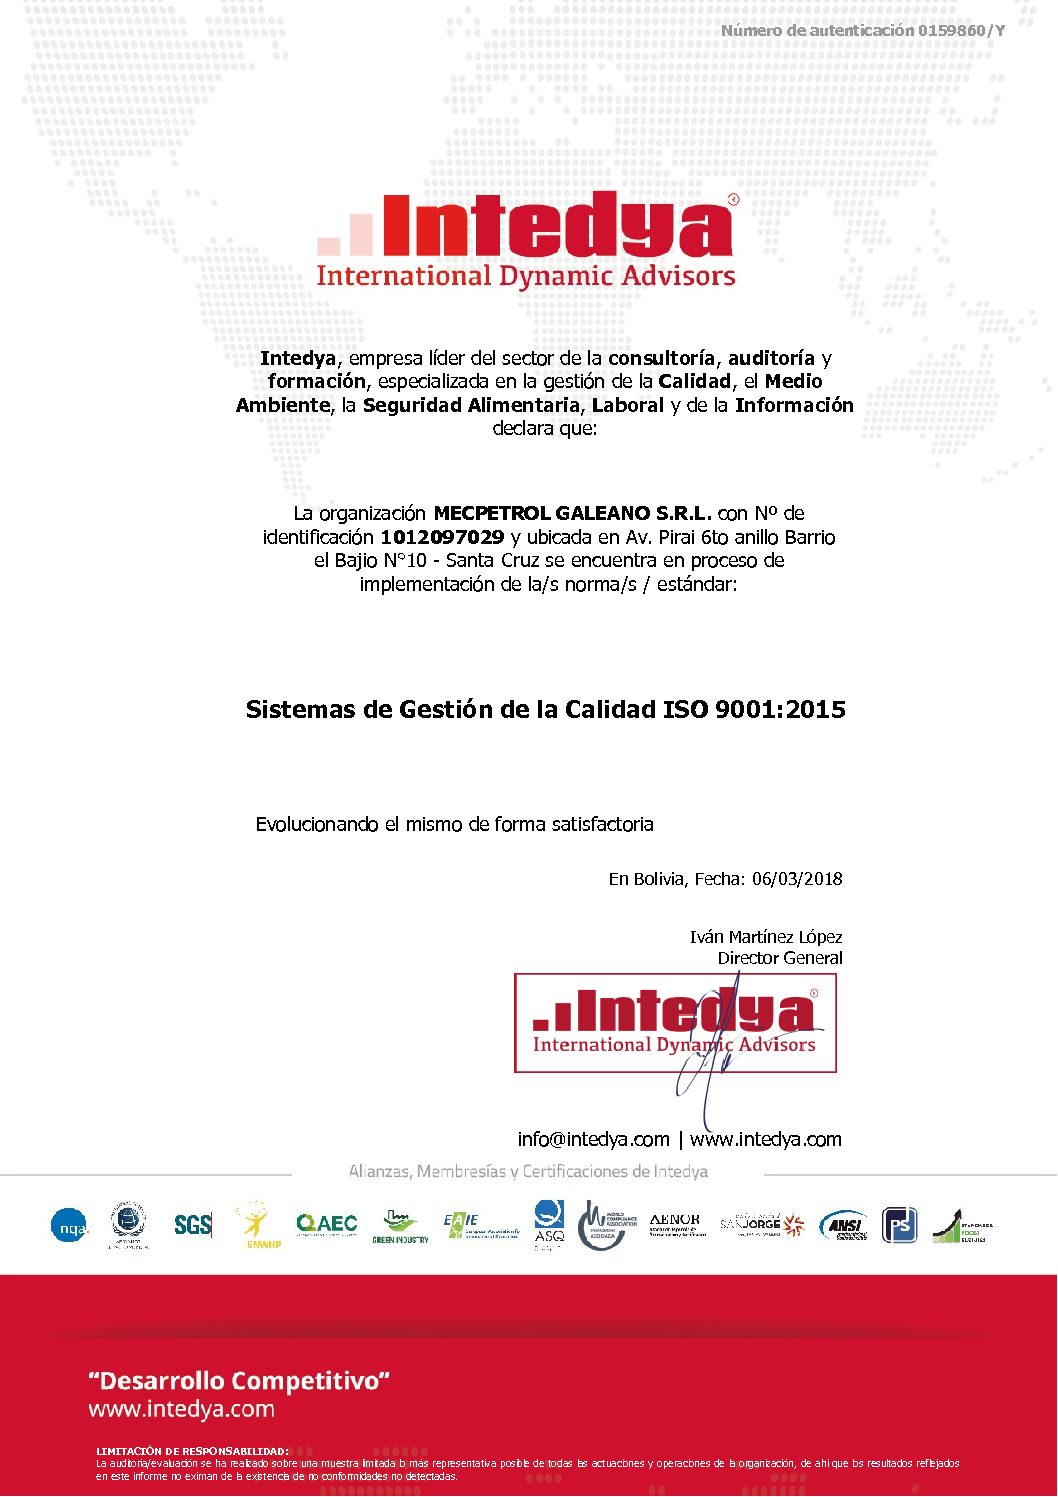 Número de autenticación 0159860/Y
Intedya
International Dynamic Advisors
Intedya, empresa líder del sector de la consultoría, auditoría y
formación, especializada en la gestión de la Calidad, el Medio
Ambiente, la Seguridad Alimentaria, Laboral y de la Información
declara que:
La organización MECPETROL GALEANO S.R.L. con Nº de
identificación 1012097029 y ubicada en Av. Pirai 6to anillo Barrio
el Bajio N°10 - Santa Cruz se encuentra en proceso de
implementación de la/s norma/s / estándar:
Sistemas de Gestión de la Calidad ISO 9001:2015
Evolucionando el mismo de forma satisfactoria
En Bolivia, Fecha: 06/03/2018
Iván Martínez López
Director General
Intedya
International Dynamic Advisors
info@intedya.com | www.intedya.com
Alianzas, Membresías y Certificaciones de Intedya
nqa.
SGS
ENWHP
QAEC
GREEN INDUSTRY
EAIE
ASQ
WORLD
COMPLIANCE
ASSOCIATION
AENOR
SANJORGE
ANSI
PS
“Desarrollo Competitivo”
www.intedya.com
LIMITACIÓN DE RESPONSABILIDAD:
La auditoría/evaluación se ha realizado sobre una muestra limitada lo más representativa posible de todas las actuaciones y operaciones de la organización, de ahí que los resultados reflejados
en este informe no eximan de la existencia de no conformidades no detectadas.